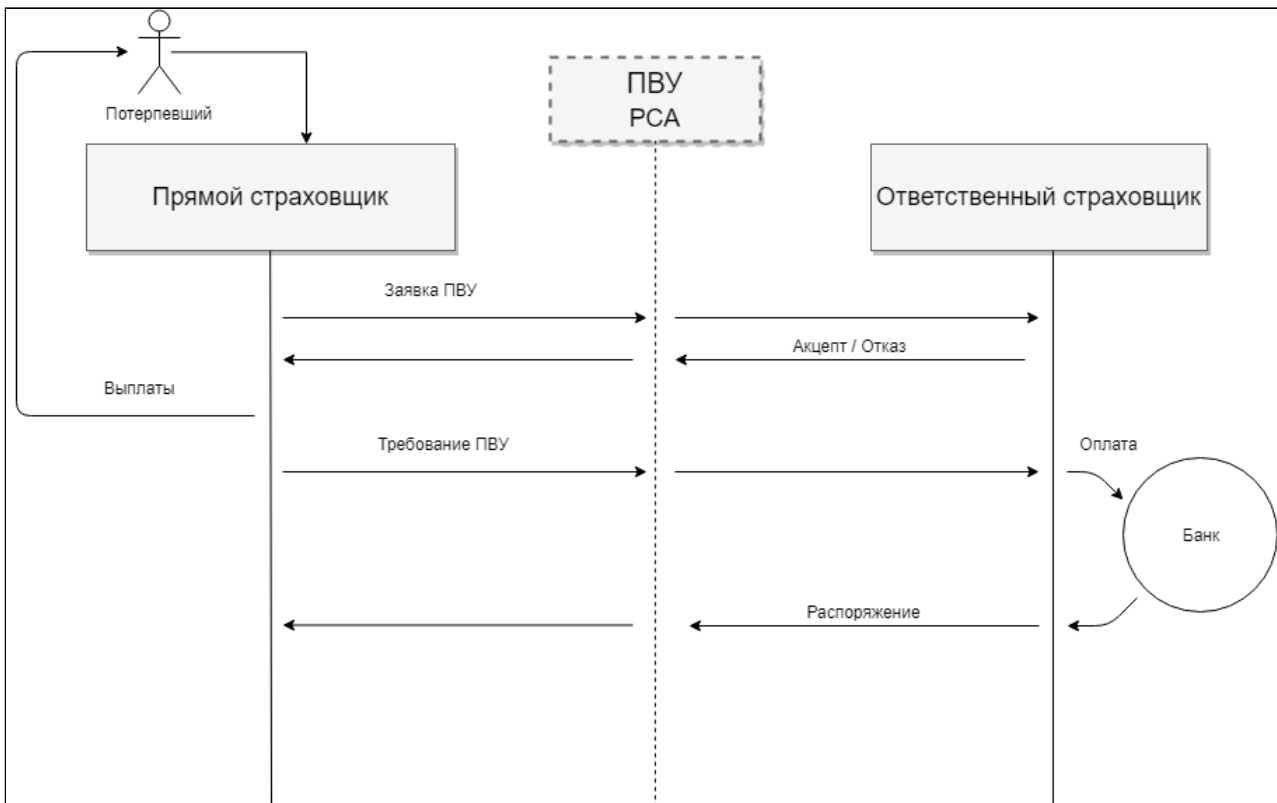 Потерпевший
ПВУ
РСА
Прямой страховщик
Ответственный страховщик
Заявка ПВУ
Акцепт / Отказ
Выплаты
Требование ПВУ
Оплата
Банк
Распоряжение